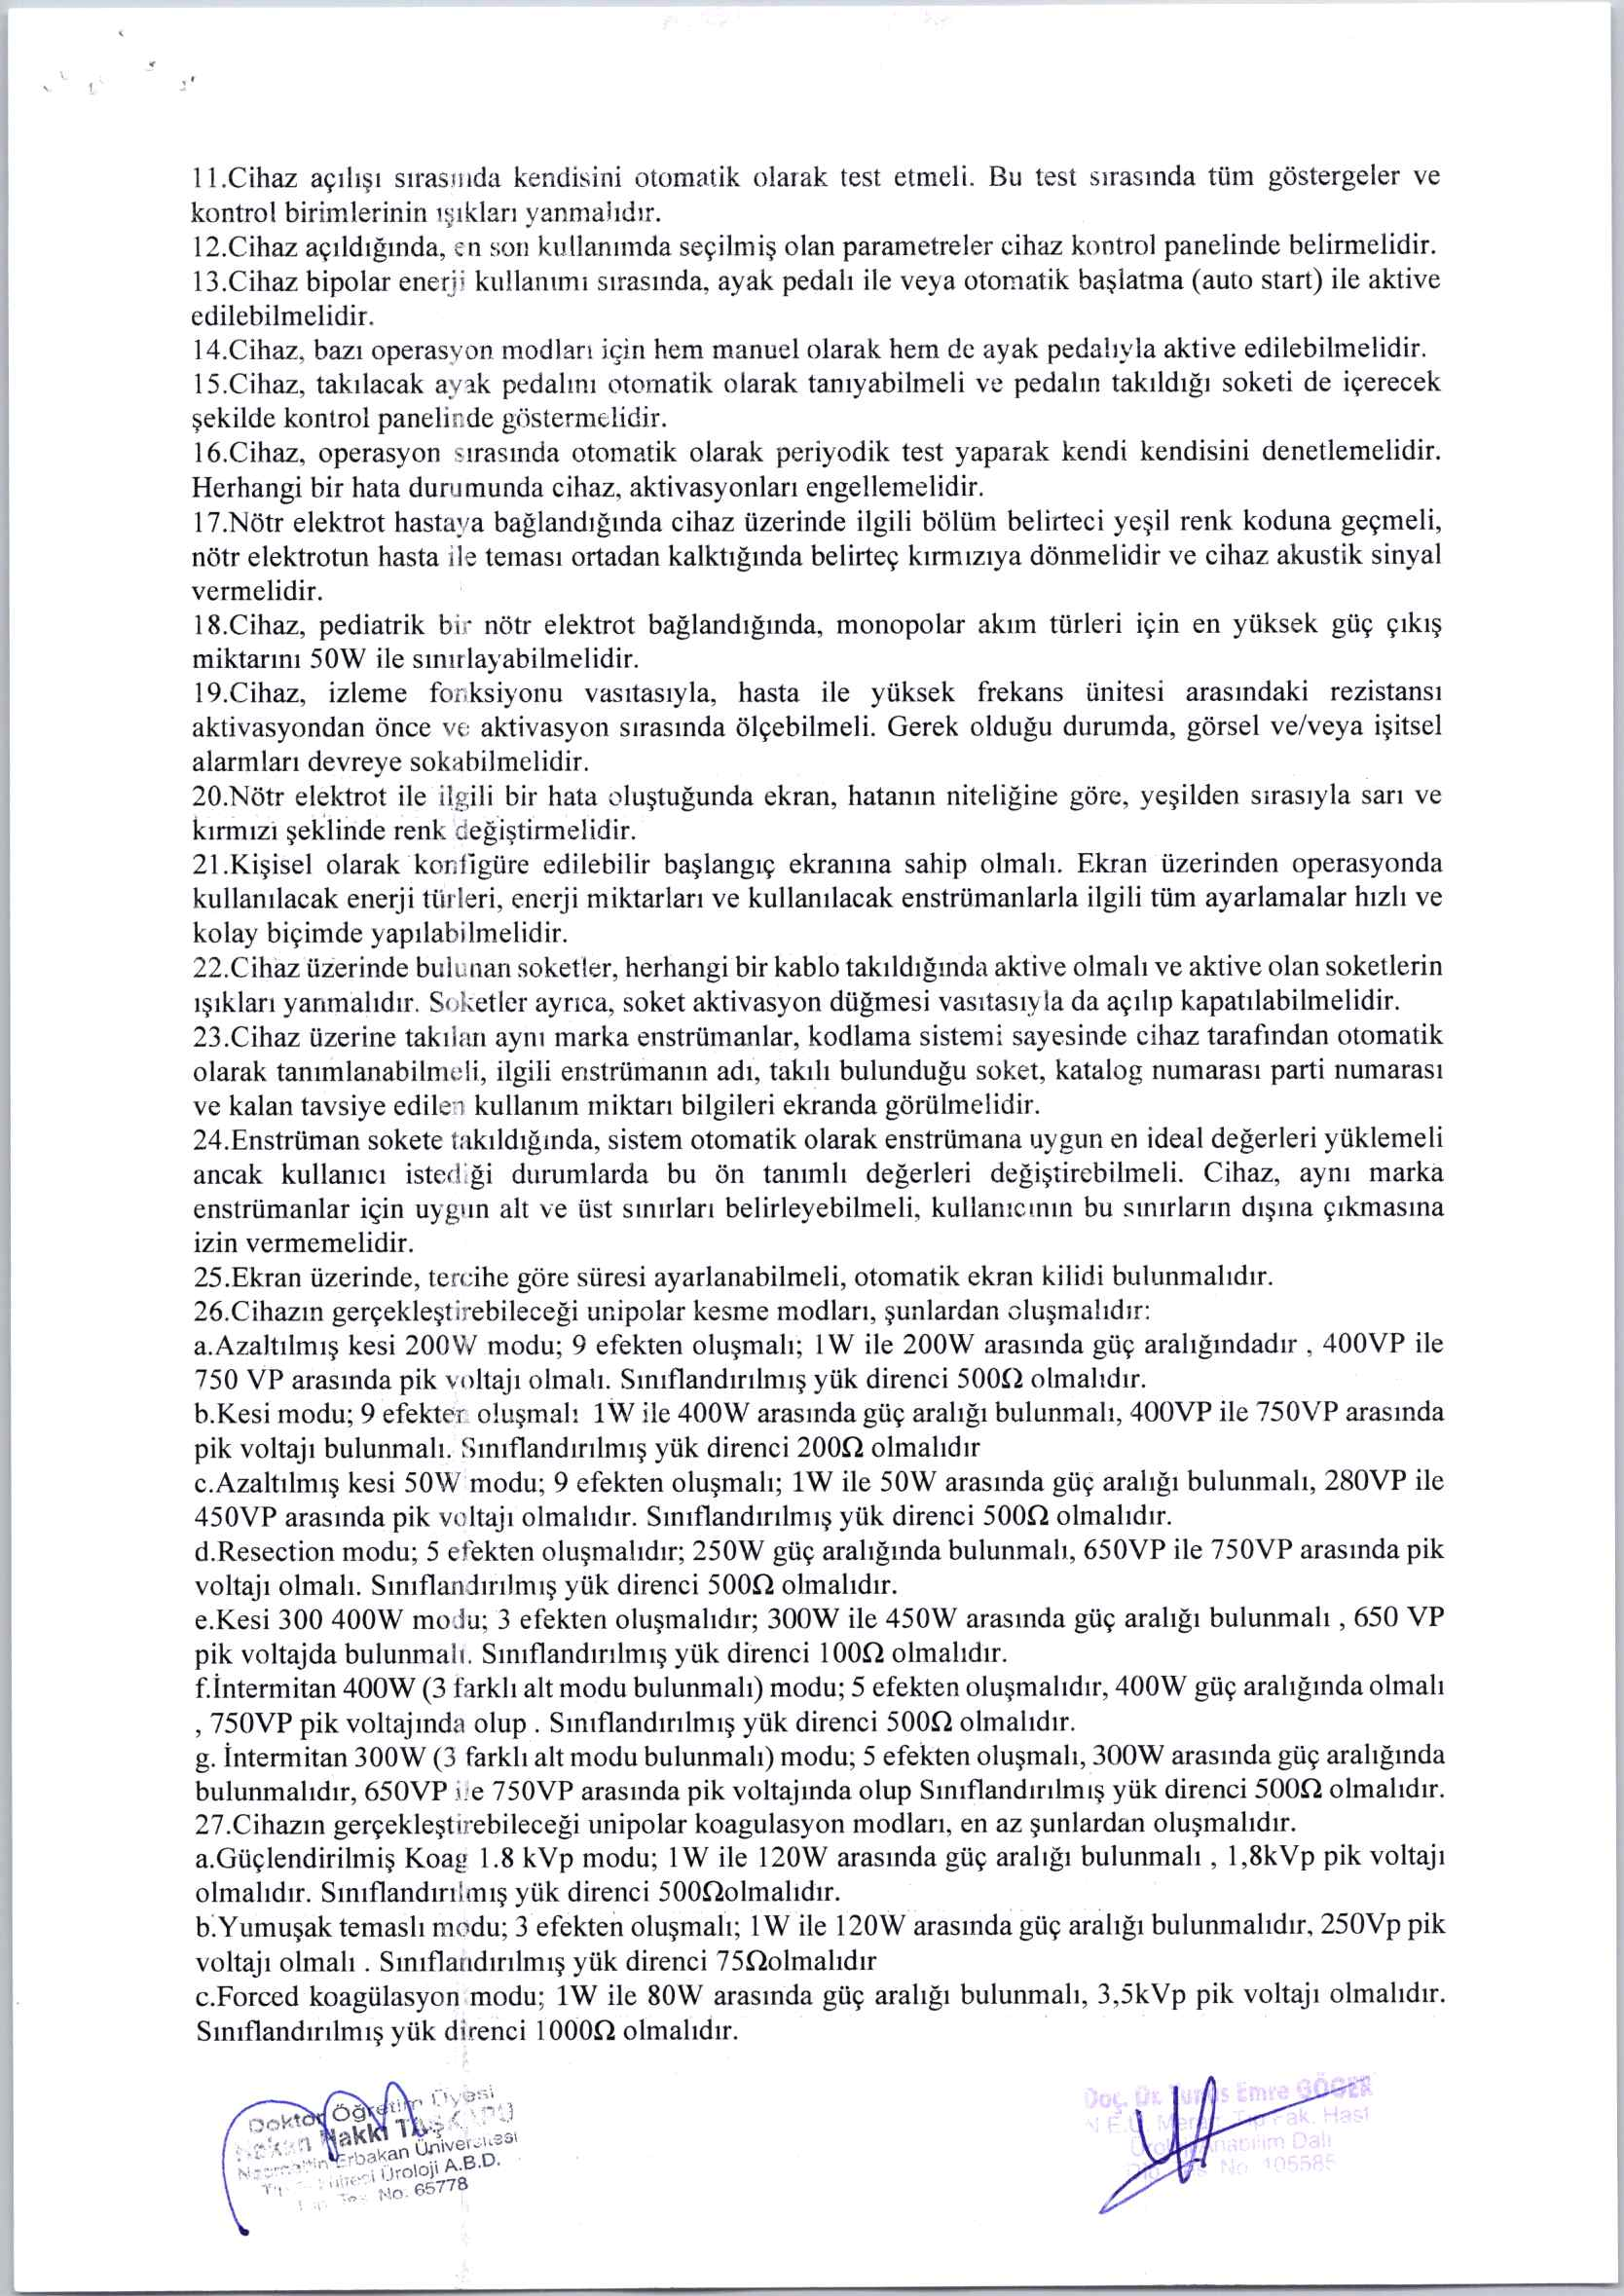 11.Cihaz açılışı sırasında kendisini otomatik olarak test etmeli. Bu test sırasında tüm göstergeler ve
kontrol birimlerinin ışıkları yanmalıdır.
12.Cihaz açıldığında, en son kullanımda seçilmiş olan parametreler cihaz kontrol panelinde belirmelidir.
13.Cihaz bipolar enerji kullanımı sırasında, ayak pedalı ile veya otomatik başlatma (auto start) ile aktive
edilebilmelidir.
14.Cihaz, bazı operasyon modları için hem manuel olarak hem de ayak pedalıyla aktive edilebilmelidir.
15.Cihaz, takılacak ayak pedalını otomatik olarak tanıyabilmeli ve pedalın takıldığı soketi de içerecek
şekilde kontrol panelinde göstermelidir.
16.Cihaz, operasyon sırasında otomatik olarak periyodik test yaparak kendi kendisini denetlemelidir.
Herhangi bir hata durumunda cihaz, aktivasyonları engellemelidir.
17.Nötr elektrot hastaya bağlandığında cihaz üzerinde ilgili bölüm belirteci yeşil renk koduna geçmeli,
nötr elektrotun hasta ile teması ortadan kalktığında belirteç kırmızıya dönmelidir ve cihaz akustik sinyal
vermelidir.
18.Cihaz, pediatrik bir nötr elektrot bağlandığında, monopolar akım türleri için en yüksek güç çıkış
miktarını 50W ile sınırlayabilmelidir.
19.Cihaz, izleme fonksiyonu vasıtasıyla, hasta ile yüksek frekans ünitesi arasındaki rezistansı
aktivasyondan önce ve aktivasyon sırasında ölçebilmeli. Gerek olduğu durumda, görsel ve/veya işitsel
alarmları devreye sokabilmelidir.
20.Nötr elektrot ile ilgili bir hata oluştuğunda ekran, hatanın niteliğine göre, yeşilden sırasıyla sarı ve
kırmızı şeklinde renk değiştirmelidir.
21.Kişisel olarak konfigüre edilebilir başlangıç ekranına sahip olmalı. Ekran üzerinden operasyonda
kullanılacak enerji türleri, enerji miktarları ve kullanılacak enstrümanlarla ilgili tüm ayarlamalar hızlı ve
kolay biçimde yapılabilmelidir.
22.Cihaz üzerinde bulunan soketler, herhangi bir kablo takıldığında aktive olmalı ve aktive olan soketlerin
ışıkları yanmalıdır. Soketler ayrıca, soket aktivasyon düğmesi vasıtasıyla da açılıp kapatılabilmelidir.
23.Cihaz üzerine takılan aynı marka enstrümanlar, kodlama sistemi sayesinde cihaz tarafından otomatik
olarak tanımlanabilmeli, ilgili enstrümanın adı, takılı bulunduğu soket, katalog numarası parti numarası
ve kalan tavsiye edilen kullanım miktarı bilgileri ekranda görülmelidir.
24.Enstrüman sokete takıldığında, sistem otomatik olarak enstrümana uygun en ideal değerleri yüklemeli
ancak kullanıcı istediği durumlarda bu ön tanımlı değerleri değiştirebilmeli. Cihaz, aynı marka
enstrümanlar için uygun alt ve üst sınırları belirleyebilmeli, kullanıcının bu sınırların dışına çıkmasına
izin vermemelidir.
25.Ekran üzerinde, tercihe göre süresi ayarlanabilmeli, otomatik ekran kilidi bulunmalıdır.
26.Cihazın gerçekleştirebileceği unipolar kesme modları, şunlardan oluşmalıdır:
a.Azaltılmış kesi 200W modu; 9 efekten oluşmalı; 1W ile 200W arasında güç aralığındadır , 400VP ile
750 VP arasında pik voltajı olmalı. Sınıflandırılmış yük direnci 500Ω olmalıdır.
b.Kesi modu; 9 efekten oluşmalı 1W ile 400W arasında güç aralığı bulunmalı, 400VP ile 750VP arasında
pik voltajı bulunmalı. Sınıflandırılmış yük direnci 200Ω olmalıdır
c.Azaltılmış kesi 50W modu; 9 efekten oluşmalı; 1W ile 50W arasında güç aralığı bulunmalı, 280VP ile
450VP arasında pik voltajı olmalıdır. Sınıflandırılmış yük direnci 500Ω olmalıdır.
d.Resection modu; 5 efekten oluşmalıdır; 250W güç aralığında bulunmalı, 650VP ile 750VP arasında pik
voltajı olmalı. Sınıflandırılmış yük direnci 500Ω olmalıdır.
e.Kesi 300 400W modu; 3 efekten oluşmalıdır; 300W ile 450W arasında güç aralığı bulunmalı , 650 VP
pik voltajda bulunmalı. Sınıflandırılmış yük direnci 100Ω olmalıdır.
f.İntermitan 400W (3 farklı alt modu bulunmalı) modu; 5 efekten oluşmalıdır, 400W güç aralığında olmalı
, 750VP pik voltajında olup . Sınıflandırılmış yük direnci 500Ω olmalıdır.
g. İntermitan 300W (3 farklı alt modu bulunmalı) modu; 5 efekten oluşmalı, 300W arasında güç aralığında
bulunmalıdır, 650VP ile 750VP arasında pik voltajında olup Sınıflandırılmış yük direnci 500Ω olmalıdır.
27.Cihazın gerçekleştirebileceği unipolar koagulasyon modları, en az şunlardan oluşmalıdır.
a.Güçlendirilmiş Koag 1.8 kVp modu; 1W ile 120W arasında güç aralığı bulunmalı , 1,8kVp pik voltajı
olmalıdır. Sınıflandırılmış yük direnci 500Ωolmalıdır.
b.Yumuşak temaslı modu; 3 efekten oluşmalı; 1W ile 120W arasında güç aralığı bulunmalıdır, 250Vp pik
voltajı olmalı . Sınıflandırılmış yük direnci 75Ωolmalıdır
c.Forced koagülasyon modu; 1W ile 80W arasında güç aralığı bulunmalı, 3,5kVp pik voltajı olmalıdır.
Sınıflandırılmış yük direnci 1000Ω olmalıdır.
Doktor Öğretim Üyesi
Hakkı TAŞKAPU
Necmettin Erbakan Üniversitesi
Üroloji A.B.D.
No. 65778
Doç. Dr. Yunus Emre GÖGER
N.E.Ü. Meram Tıp Fak. Hast
Üroloji Anabilim Dalı
No. 105585